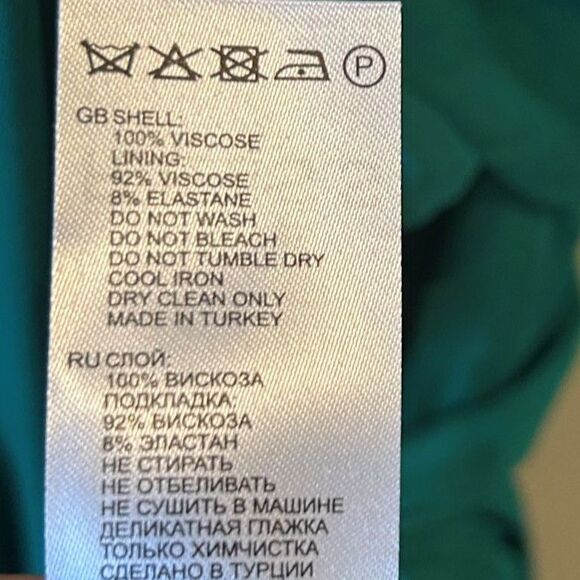 P
GB SHELL:
100% VISCOSE
LINING:
92% VISCOSE
8% ELASTANE
DO NOT WASH
DO NOT BLEACH
DO NOT TUMBLE DRY
COOL IRON
DRY CLEAN ONLY
MADE IN TURKEY
RU СЛОЙ:
100% ВИСКОЗА
ПОДКЛАДКА:
92% ВИСКОЗА
8% ЭЛАСТАН
НЕ СТИРАТЬ
НЕ ОТБЕЛИВАТЬ
НЕ СУШИТЬ В МАШИНЕ
ДЕЛИКАТНАЯ ГЛАЖКА
ТОЛЬКО ХИМЧИСТКА
СДЕЛАНО В ТУРЦИИ